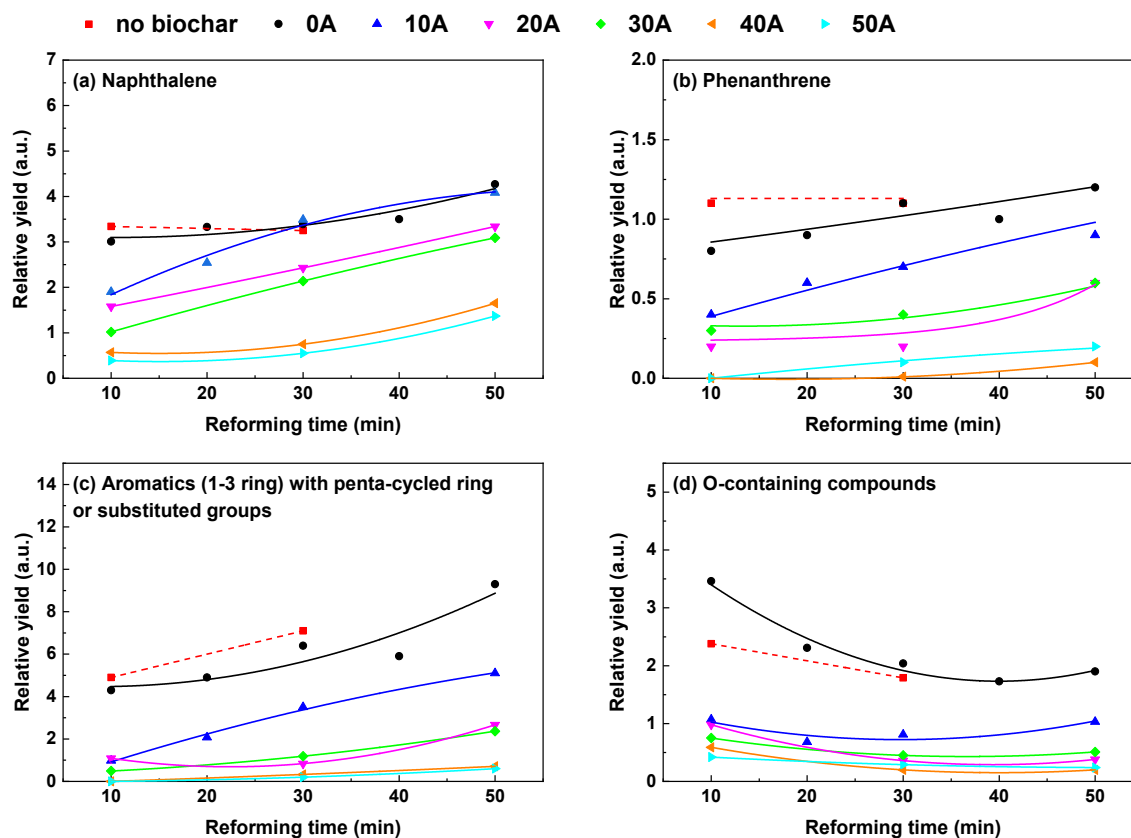 no biochar 0A 10A 20A 30A 40A 50A
(a) Naphthalene
Relative yield (a.u.)
7
6
5
4
3
2
1
0
10 20 30 40 50
Reforming time (min)
(b) Phenanthrene
Relative yield (a.u.)
2.0
1.5
1.0
0.5
0.0
10 20 30 40 50
Reforming time (min)
(c) Aromatics (1-3 ring) with penta-cycled ring
or substituted groups
Relative yield (a.u.)
14
12
10
8
6
4
2
0
10 20 30 40 50
Reforming time (min)
(d) O-containing compounds
Relative yield (a.u.)
5
4
3
2
1
0
10 20 30 40 50
Reforming time (min)